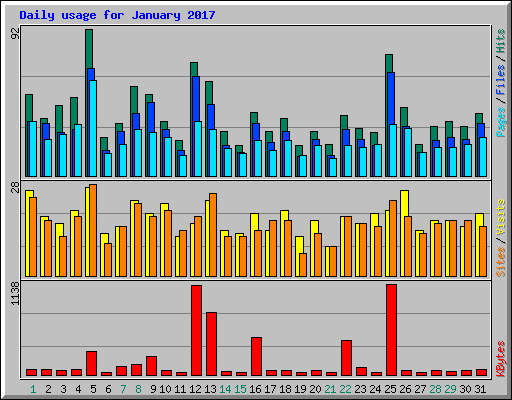 Daily usage for January 2017
92
Pages / Files / Hits
28
Sites / Visits
1138
KBytes
1 2 3 4 5 6 7 8 9 10 11 12 13 14 15 16 17 18 19 20 21 22 23 24 25 26 27 28 29 30 31